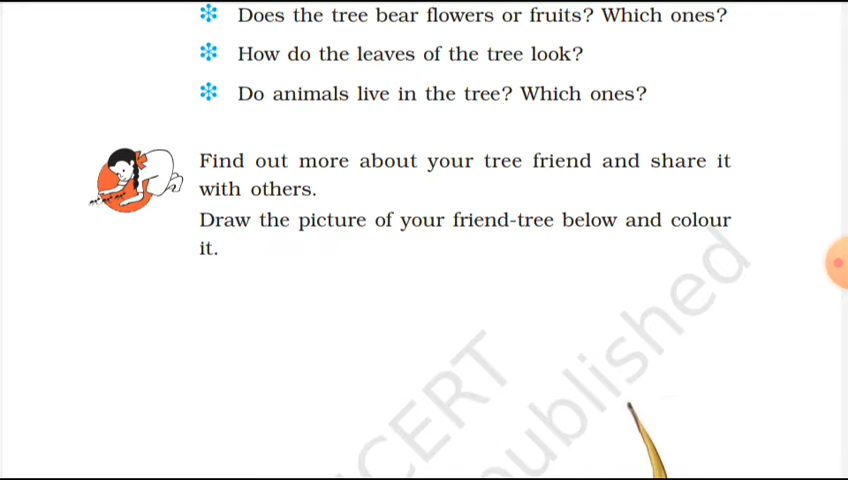 Does the tree bear flowers or fruits? Which ones?
How do the leaves of the tree look?
Do animals live in the tree? Which ones?
Find out more about your tree friend and share it
with others.
Draw the picture of your friend-tree below and colour
it.
NCERT
published